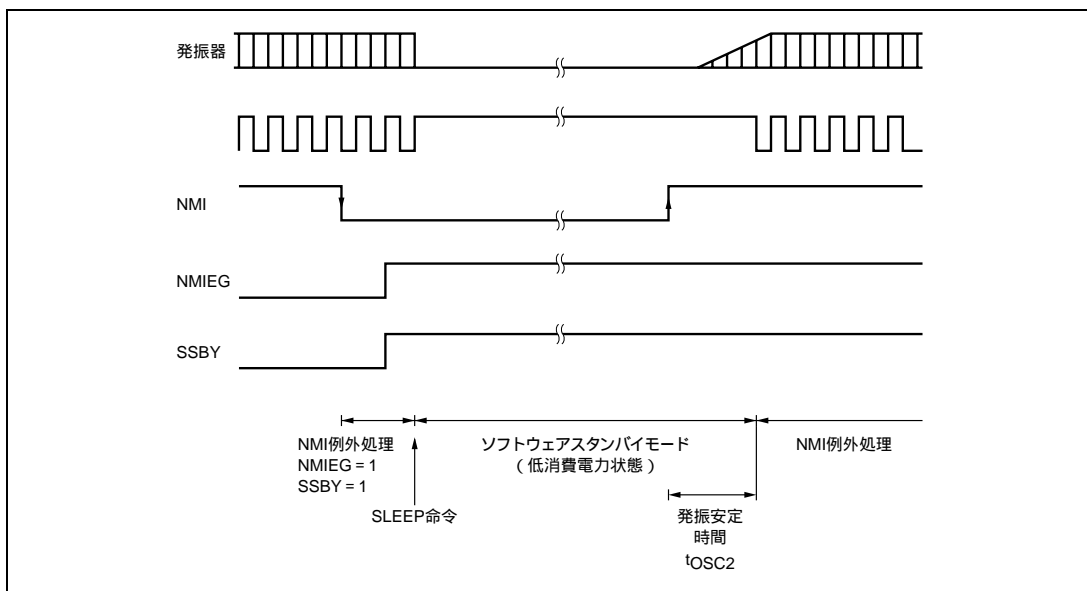 発振器
NMI
NMIEG
SSBY
NMI例外処理
NMIEG = 1
SSBY = 1
SLEEP命令
ソフトウェアスタンバイモード
(低消費電力状態)
発振安定
時間
tOSC2
NMI例外処理